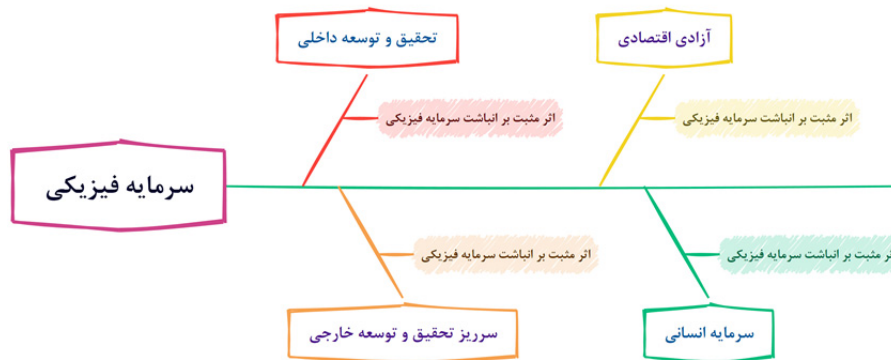 آزادی اقتصادی
تحقیق و توسعه داخلی
اثر مثبت بر انباشت سرمایه فیزیکی
اثر مثبت بر انباشت سرمایه فیزیکی
سرمایه فیزیکی
مثبت بر انباشت سرمایه فیزیکی
اثر مثبت بر انباشت سرمایه فیزیکی
سرمایه انسانی
سرریز تحقیق و توسعه خارجی